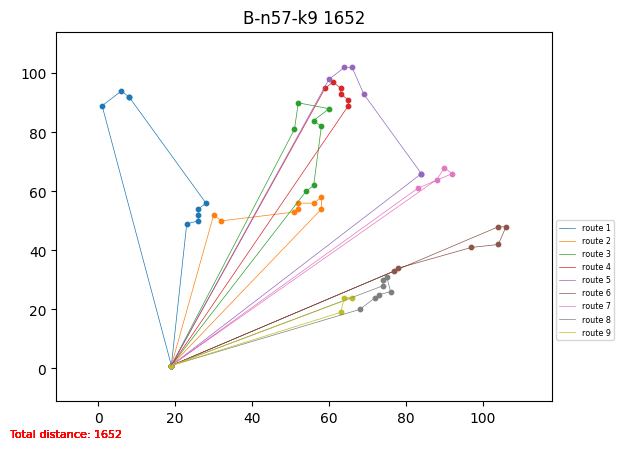 B-n57-k9 1652
100
80
60
40
20
0
0 20 40 60 80 100
route 1
route 2
route 3
route 4
route 5
route 6
route 7
route 8
route 9
Total distance: 1652